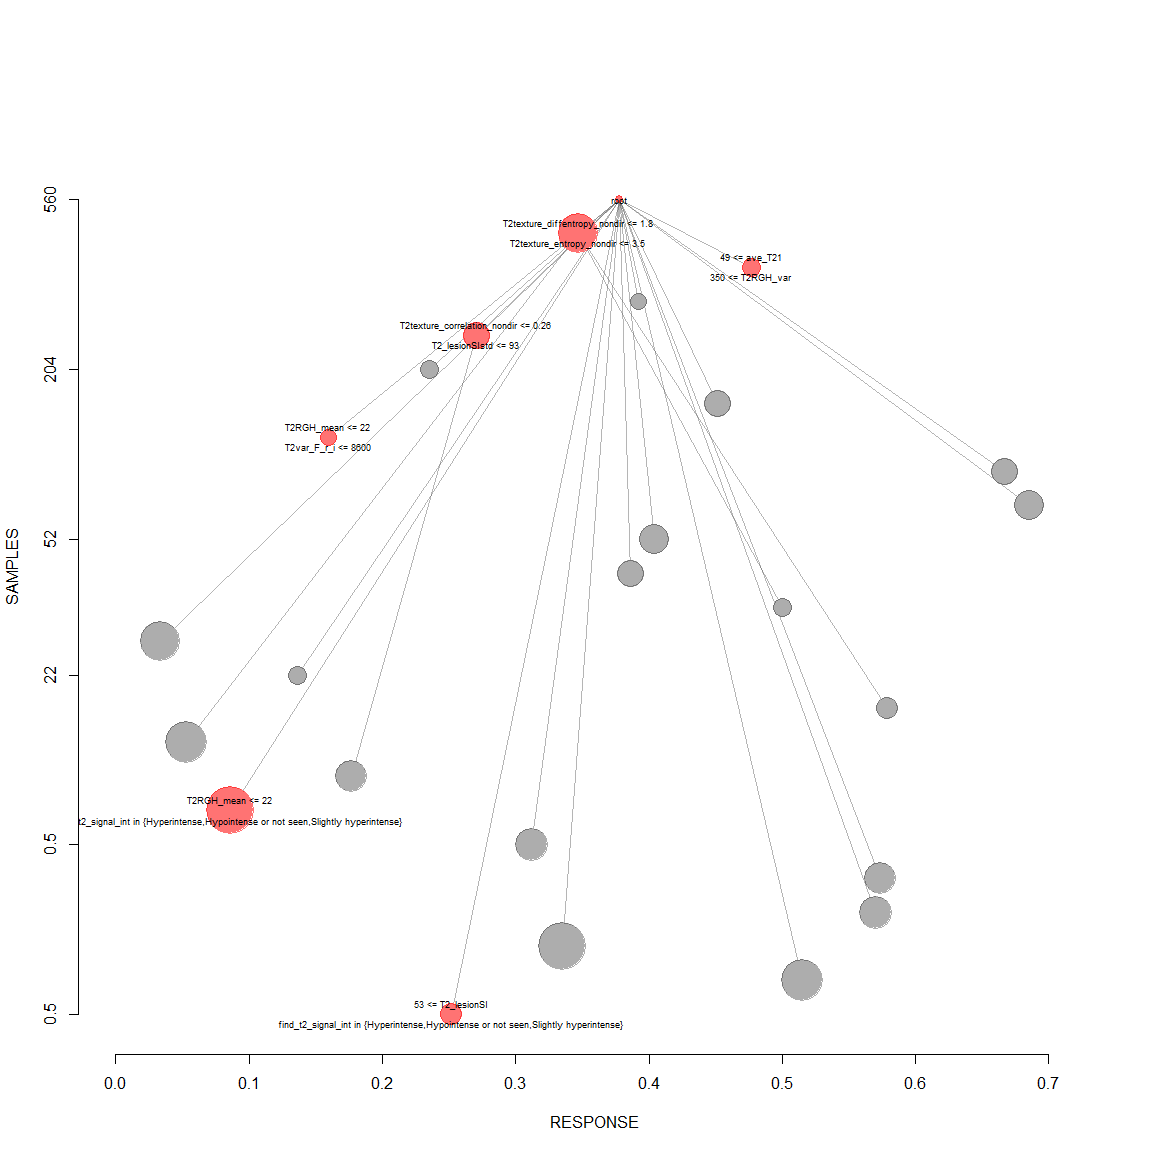 560
root
T2texture_diffentropy_nondir <= 1.8
T2texture_entropy_nondir <= 3.5
49 <= ave_T21
350 <= T2RGH_var
T2texture_correlation_nondir <= 0.26
T2_lesionSIstd <= 93
204
T2RGH_mean <= 22
T2var_F_r_i <= 8600
52
SAMPLES
22
T2RGH_mean <= 22
t2_signal_int in {Hyperintense,Hypointense or not seen,Slightly hyperintense}
0.5
53 <= T2_lesionSI
find_t2_signal_int in {Hyperintense,Hypointense or not seen,Slightly hyperintense}
0.5
0.0 0.1 0.2 0.3 0.4 0.5 0.6 0.7
RESPONSE